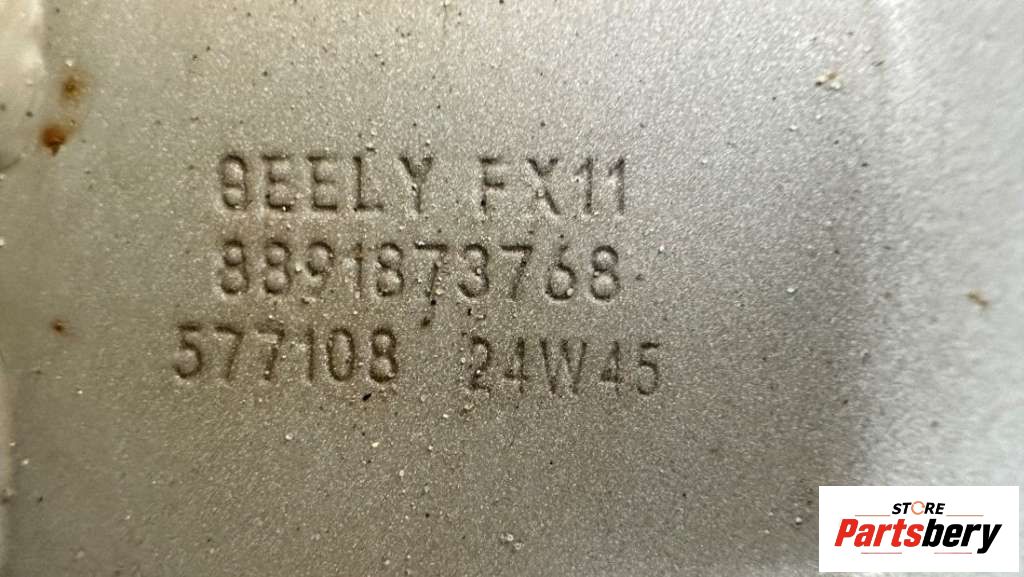 GEELY FX11
8891873768
577108 24W45
STORE
Partsbery